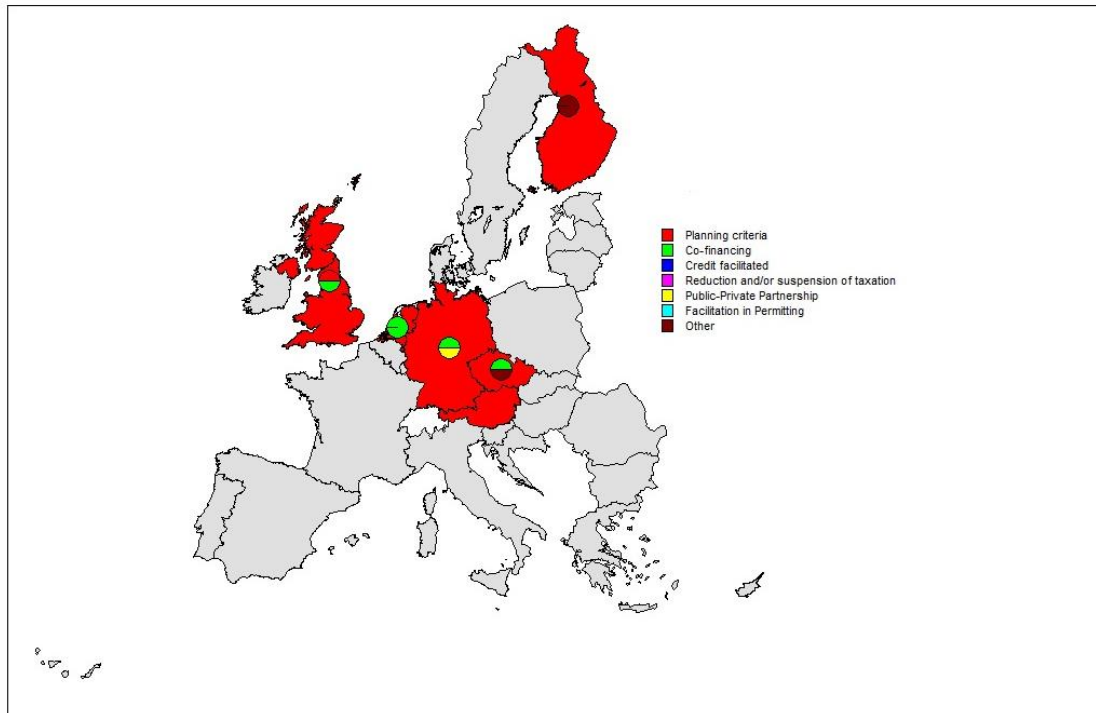 Planning criteria
Co-financing
Credit facilitated
Reduction and/or suspension of taxation
Public-Private Partnership
Facilitation in Permitting
Other